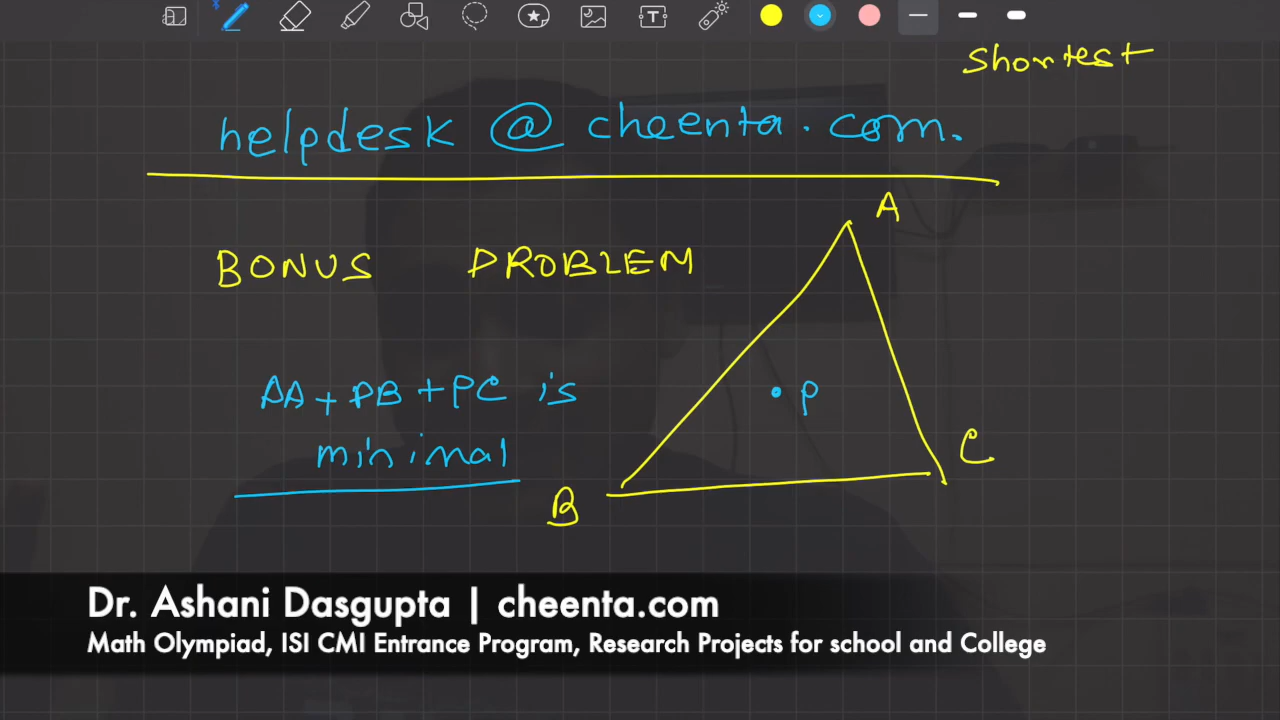 Shortest
helpdesk @ cheenta.com.
BONUS PROBLEM
A
PA+PB+PC is
minimal
P
C
B
Dr. Ashani Dasgupta | cheenta.com
Math Olympiad, ISI CMI Entrance Program, Research Projects for school and College